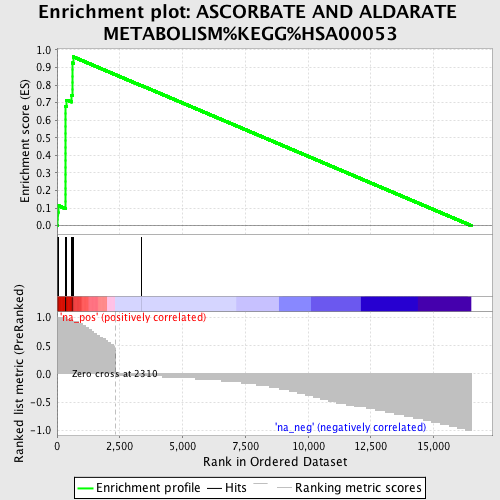 Enrichment plot: ASCORBATE AND ALDARATE
METABOLISM%KEGG%HSA00053
Enrichment score (ES)
1.0
0.9
0.8
0.7
0.6
0.5
0.4
0.3
0.2
0.1
0.0
Ranked list metric (PreRanked)
1.0
0.5
0.0
-0.5
-1.0
'na_pos' (positively correlated)
Zero cross at 2310
'na_neg' (negatively correlated)
0 2,500 5,000 7,500 10,000 12,500 15,000
Rank in Ordered Dataset
Enrichment profile Hits Ranking metric scores